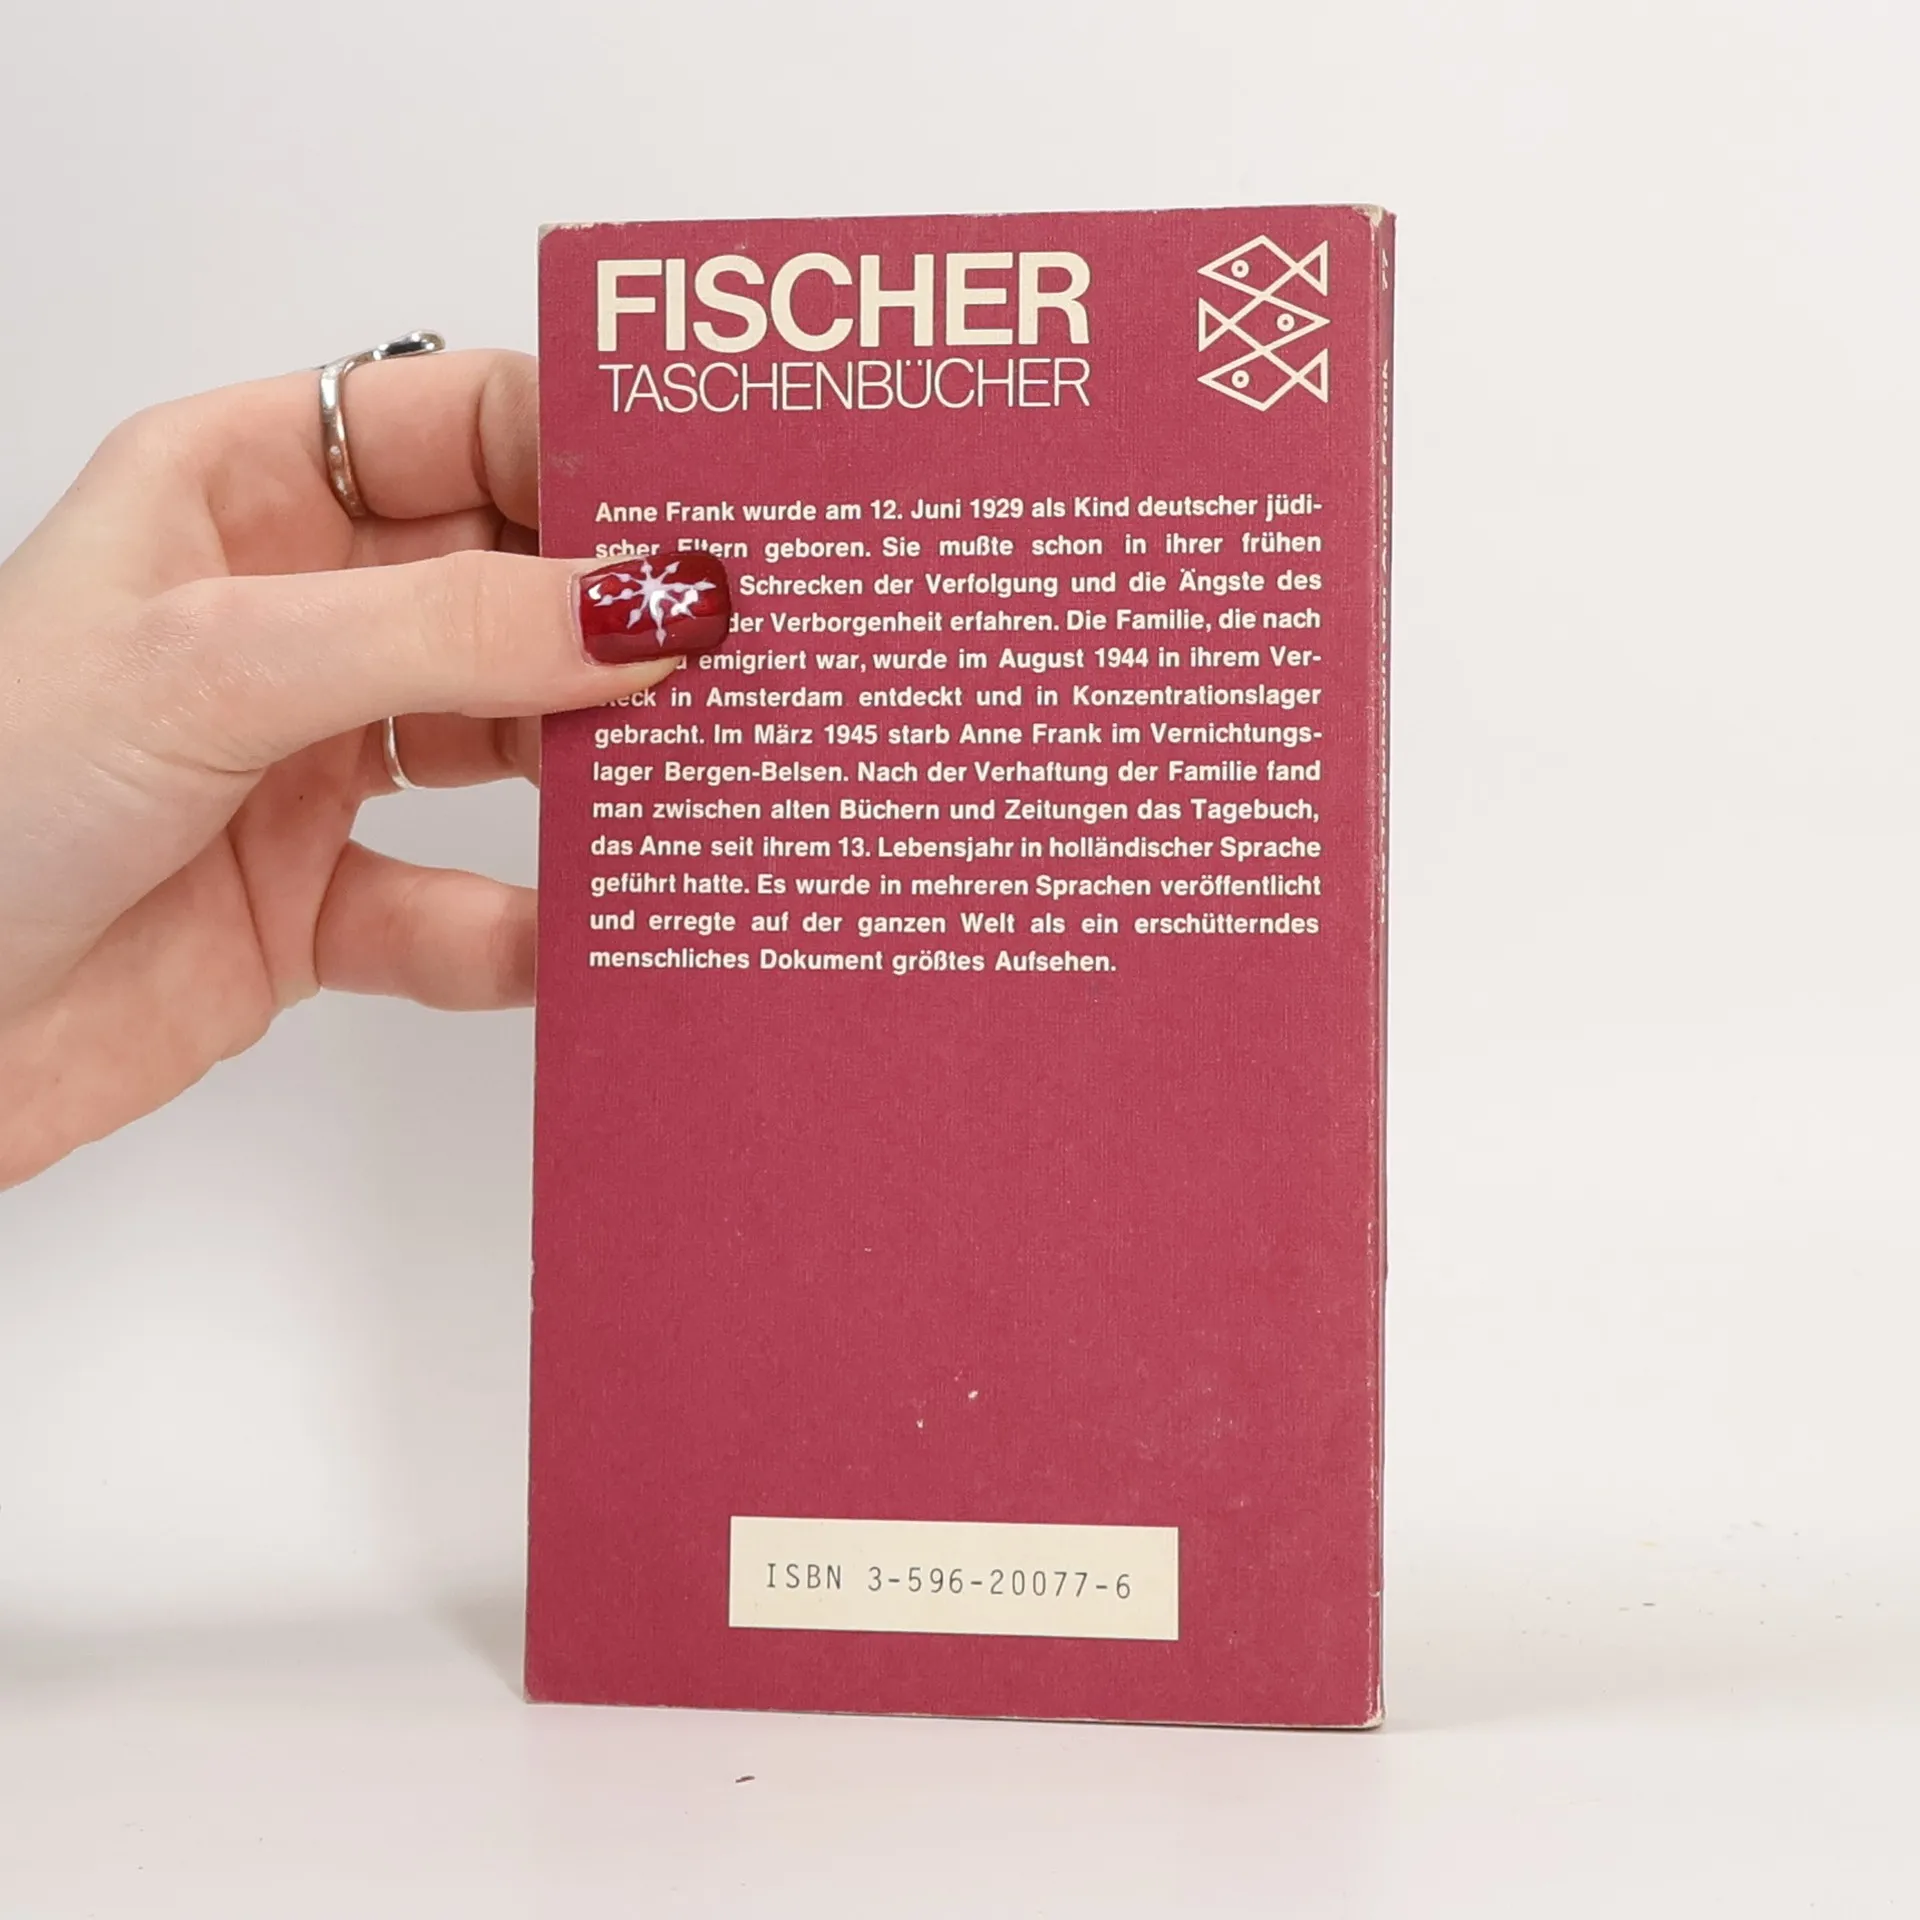 FISCHER
TASCHENBÜCHER
Anne Frank wurde am 12. Juni 1929 als Kind deutscher jüdi-
scher Eltern geboren. Sie mußte schon in ihrer frühen
Schrecken der Verfolgung und die Ängste des
der Verborgenheit erfahren. Die Familie, die nach
emigriert war, wurde im August 1944 in ihrem Ver-
in Amsterdam entdeckt und in Konzentrationslager
gebracht. Im März 1945 starb Anne Frank im Vernichtungs-
lager Bergen-Belsen. Nach der Verhaftung der Familie fand
man zwischen alten Büchern und Zeitungen das Tagebuch,
das Anne seit ihrem 13. Lebensjahr in holländischer Sprache
geführt hatte. Es wurde in mehreren Sprachen veröffentlicht
und erregte auf der ganzen Welt als ein erschütterndes
menschliches Dokument größtes Aufsehen.
ISBN 3-596-20077-6